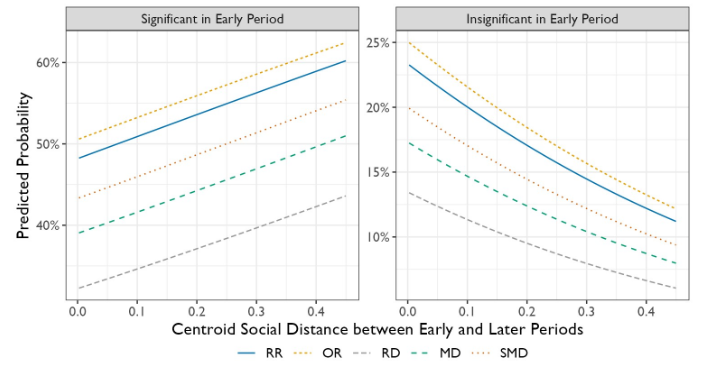 Significant in Early Period
Insignificant in Early Period
Predicted Probability
60%
50%
40%
25%
20%
15%
10%
0.0 0.1 0.2 0.3 0.4
0.0 0.1 0.2 0.3 0.4
Centroid Social Distance between Early and Later Periods
RR OR RD MD SMD